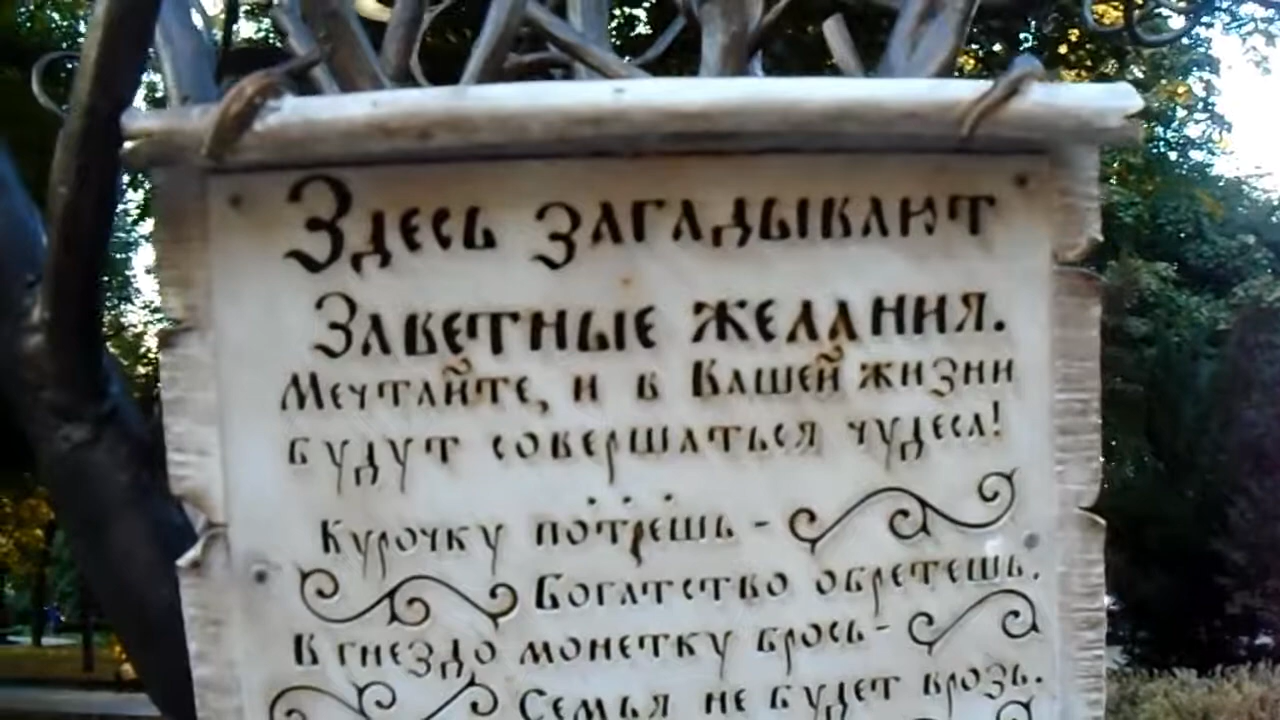 Здесь загадывают
Заветные желания.
Мечтайте, и в Вашей жизни
будут совершаться чудеса!
Курочку потрешь -
Богатство обретешь.
В гнездо монетку брось -
Семья не будет врозь.